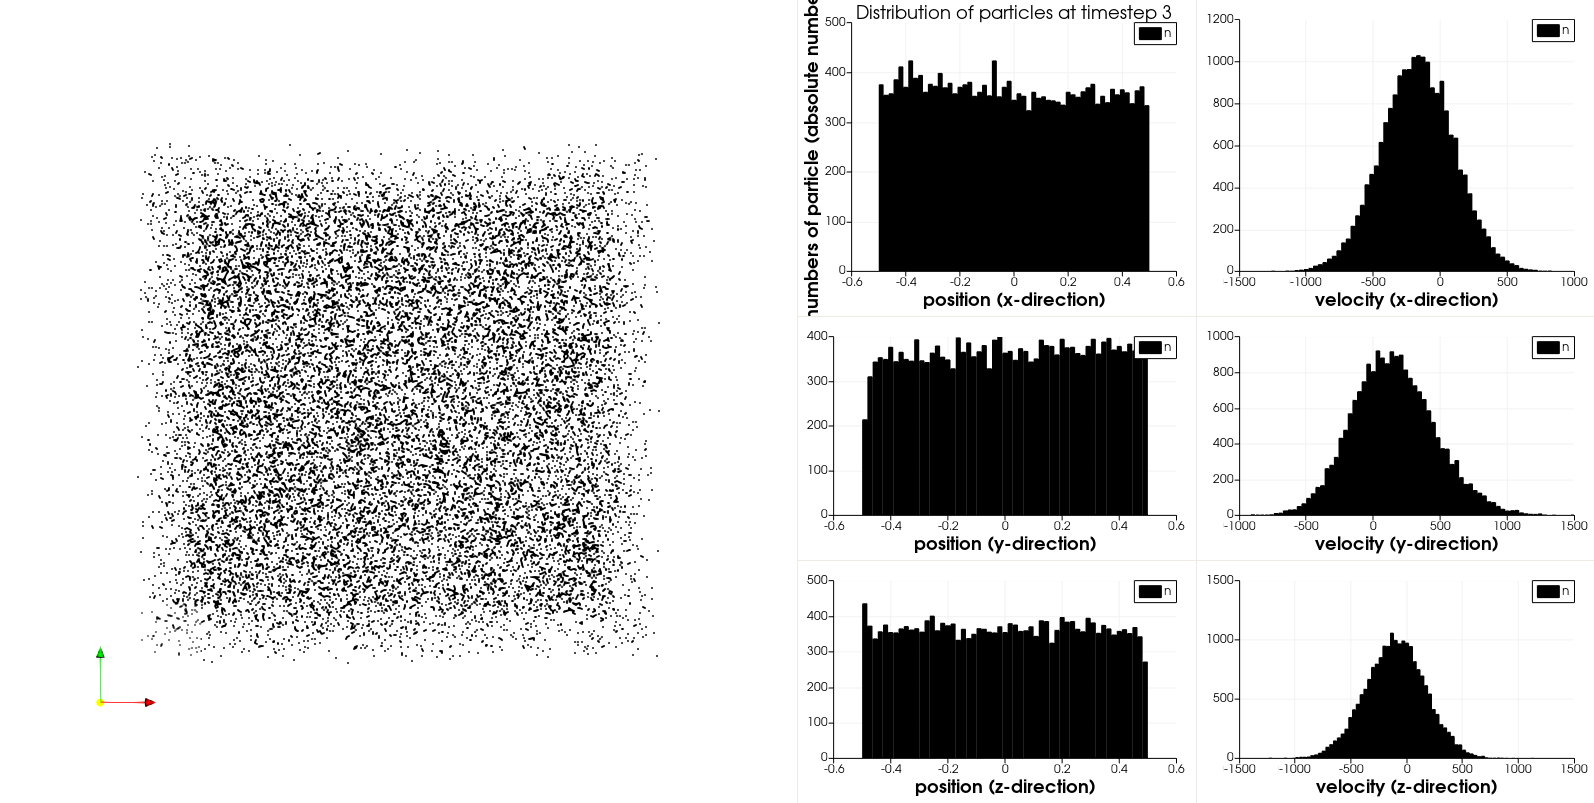 Distribution of particles at timestep 3
numbers of particle (absolute numbe
500
400
300
200
100
0
-0.6 -0.4 -0.2 0 0.2 0.4 0.6
position (x-direction)
n
1200
1000
800
600
400
200
0
-1500 -1000 -500 0 500 1000
velocity (x-direction)
n
400
300
200
100
0
-0.6 -0.4 -0.2 0 0.2 0.4 0.6
position (y-direction)
n
1000
800
600
400
200
0
-1000 -500 0 500 1000 1500
velocity (y-direction)
n
500
400
300
200
100
0
-0.6 -0.4 -0.2 0 0.2 0.4 0.6
position (z-direction)
n
1500
1000
500
0
-1500 -1000 -500 0 500 1000 1500
velocity (z-direction)
n